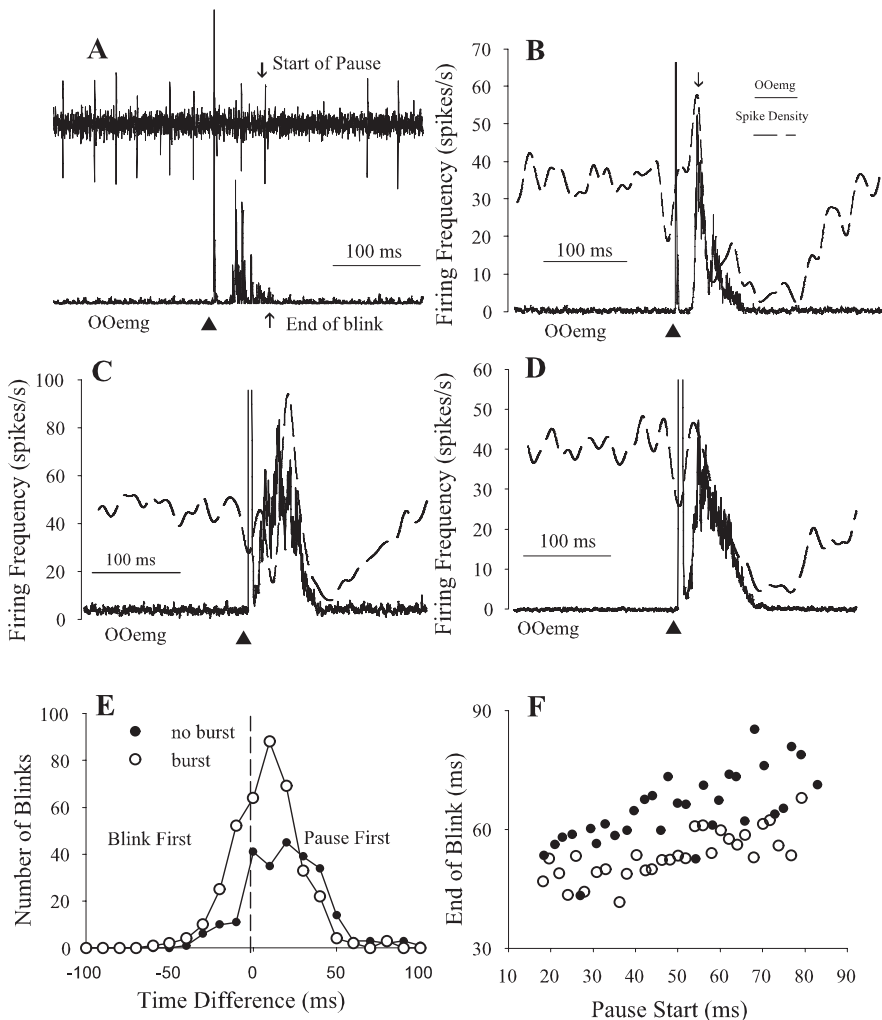 A
Start of Pause
100 ms
OOemg
End of blink
B
Firing Frequency (spikes/s)
70
60
50
40
30
20
10
0
OOemg
Spike Density
100 ms
OOemg
C
Firing Frequency (spikes/s)
100
80
60
40
20
0
100 ms
OOemg
D
Firing Frequency (spikes/s)
60
50
40
30
20
10
0
100 ms
OOemg
E
Number of Blinks
100
80
60
40
20
0
no burst
burst
Blink First
Pause First
-100
-50
0
50
100
Time Difference (ms)
F
End of Blink (ms)
90
60
30
10
20
30
40
50
60
70
80
90
Pause Start (ms)